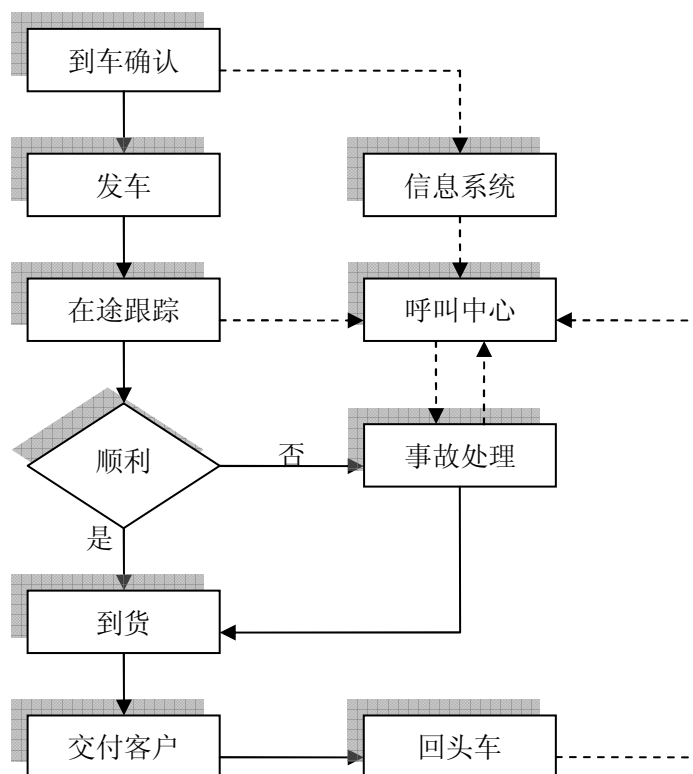 到车确认
发车
信息系统
在途跟踪
呼叫中心
顺利
否
事故处理
是
到货
交付客户
回头车